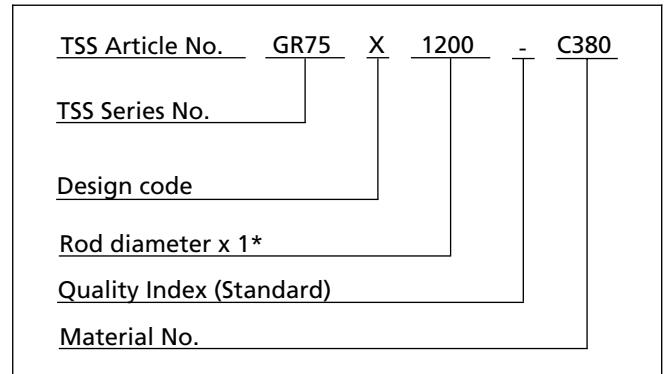 TSS Article No. GR75 X 1200 - C380
TSS Series No.
Design code
Rod diameter x 1*
Quality Index (Standard)
Material No.